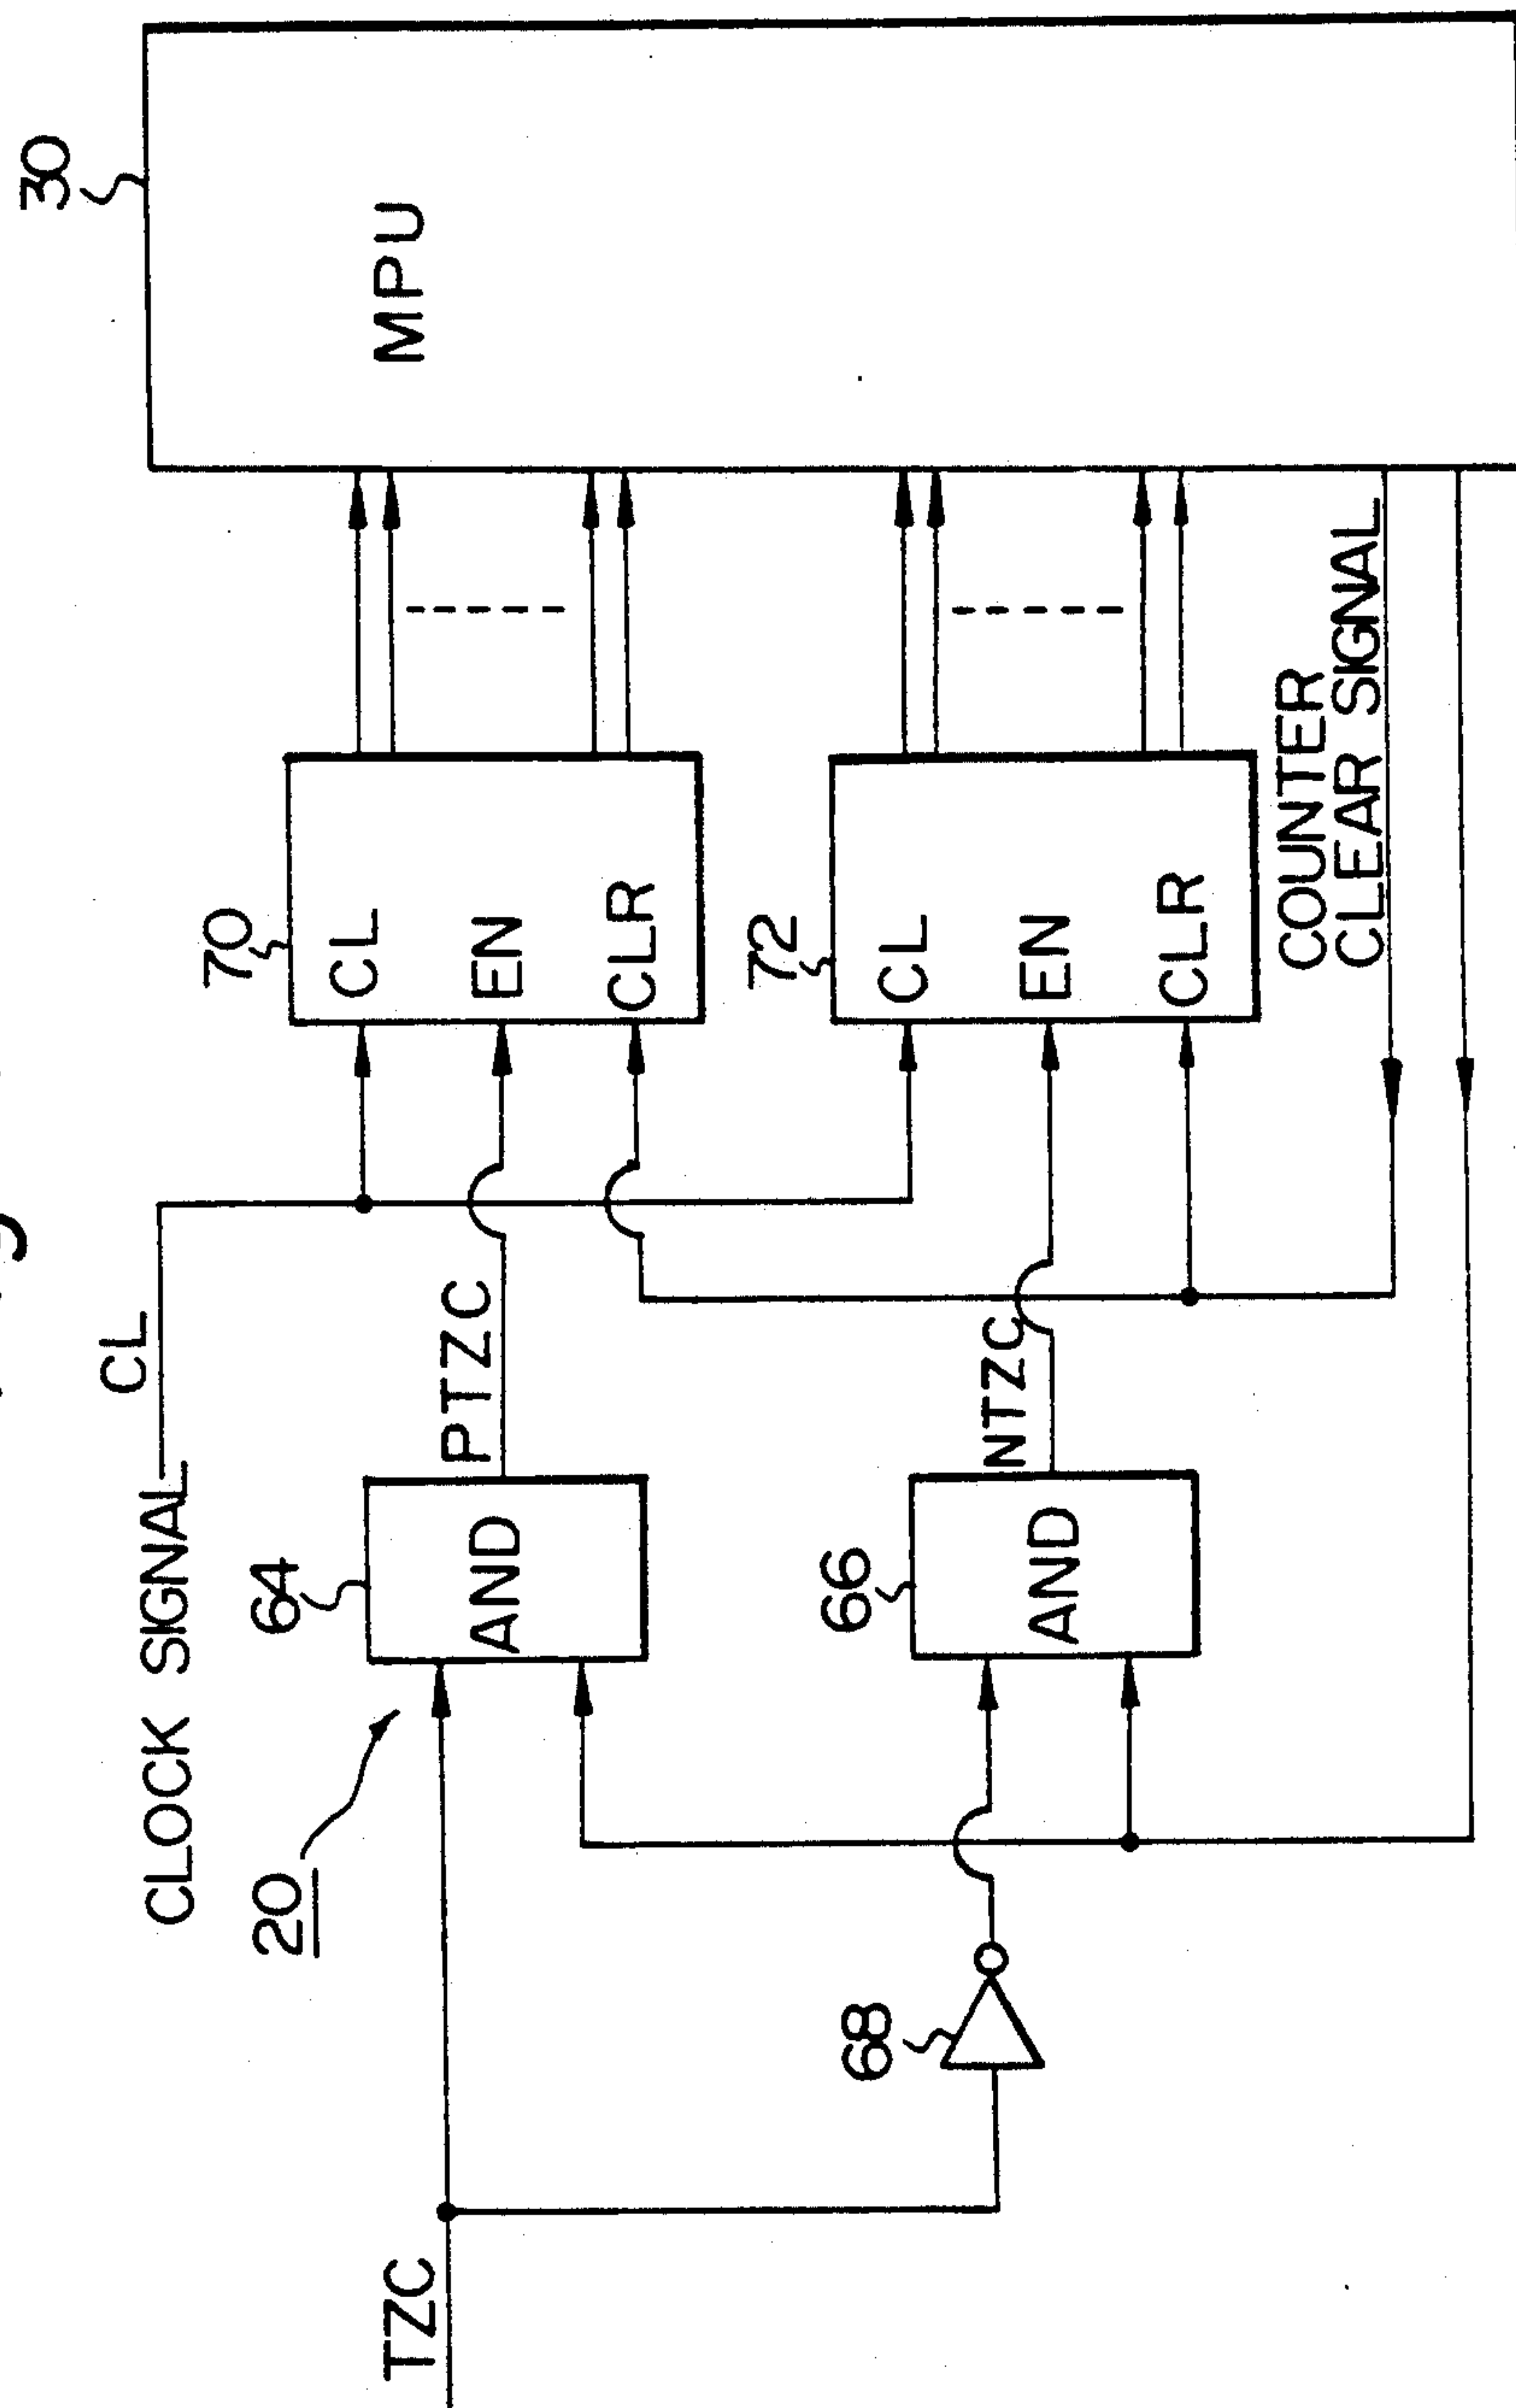 30
MPU
CLOCK SIGNAL
CL
70
CL
EN
CLR
20
64
AND
PTZC
TZC
68
66
AND
NTZC
72
CL
EN
CLR
COUNTER
CLEAR SIGNAL